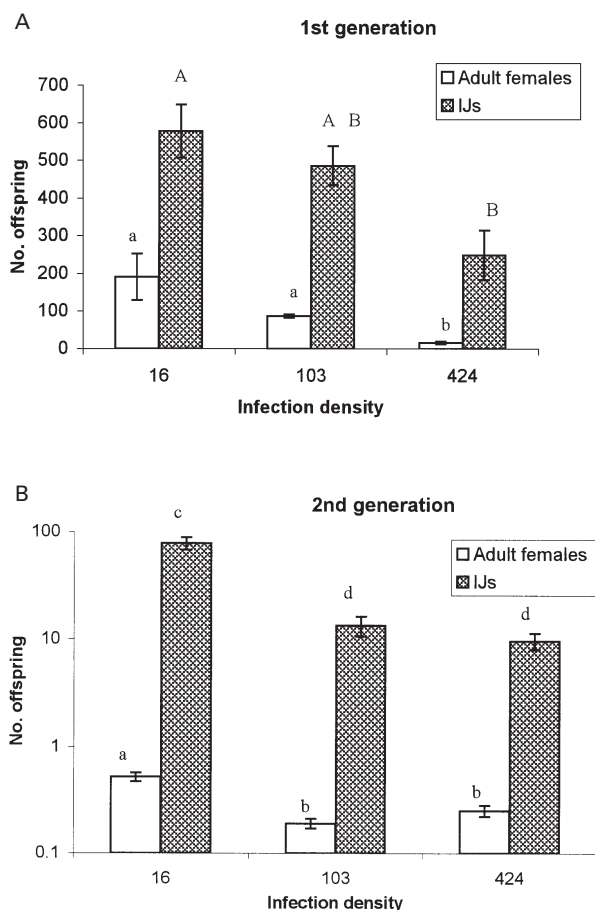 A
1st generation
700
600
500
400
300
200
100
0
No. offspring
Adult females
IJs
A
A B
B
a
a
b
16 103 424
Infection density
B
2nd generation
100
10
1
0.1
No. offspring
Adult females
IJs
c
d
d
a
b
b
16 103 424
Infection density